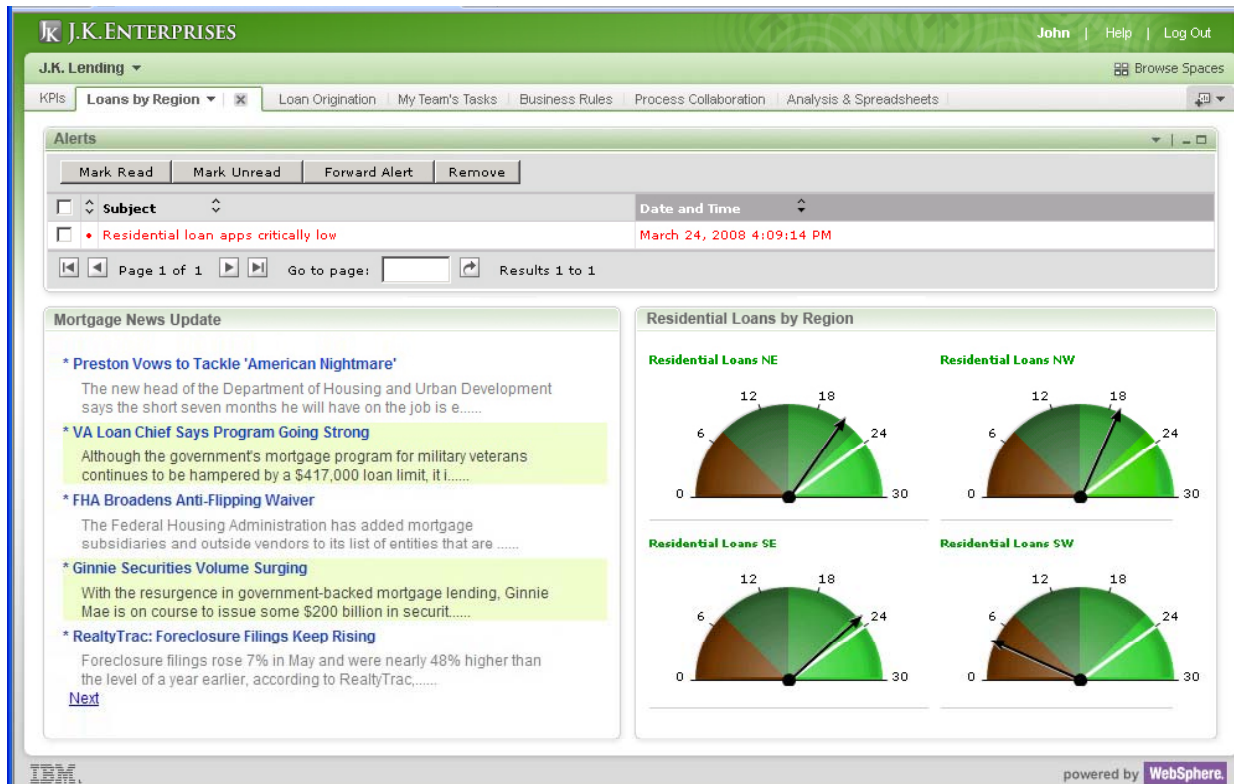 JK J.K.ENTERPRISES
John | Help | Log Out
J.K. Lending
Browse Spaces
KPIs Loans by Region Loan Origination My Team's Tasks Business Rules Process Collaboration Analysis & Spreadsheets
Alerts
Mark Read Mark Unread Forward Alert Remove
Subject Date and Time
• Residential loan apps critically low March 24, 2008 4:09:14 PM
Page 1 of 1 Go to page: Results 1 to 1
Mortgage News Update
* Preston Vows to Tackle 'American Nightmare'
The new head of the Department of Housing and Urban Development
says the short seven months he will have on the job is e......
* VA Loan Chief Says Program Going Strong
Although the government's mortgage program for military veterans
continues to be hampered by a $417,000 loan limit, it i......
* FHA Broadens Anti-Flipping Waiver
The Federal Housing Administration has added mortgage
subsidiaries and outside vendors to its list of entities that are ......
* Ginnie Securities Volume Surging
With the resurgence in government-backed mortgage lending, Ginnie
Mae is on course to issue some $200 billion in securit......
* RealtyTrac: Foreclosure Filings Keep Rising
Foreclosure filings rose 7% in May and were nearly 48% higher than
the level of a year earlier, according to RealtyTrac,......
Next
Residential Loans by Region
Residential Loans NE
0 6 12 18 24 30
Residential Loans NW
0 6 12 18 24 30
Residential Loans SE
0 6 12 18 24 30
Residential Loans SW
0 6 12 18 24 30
IBM.
powered by WebSphere.